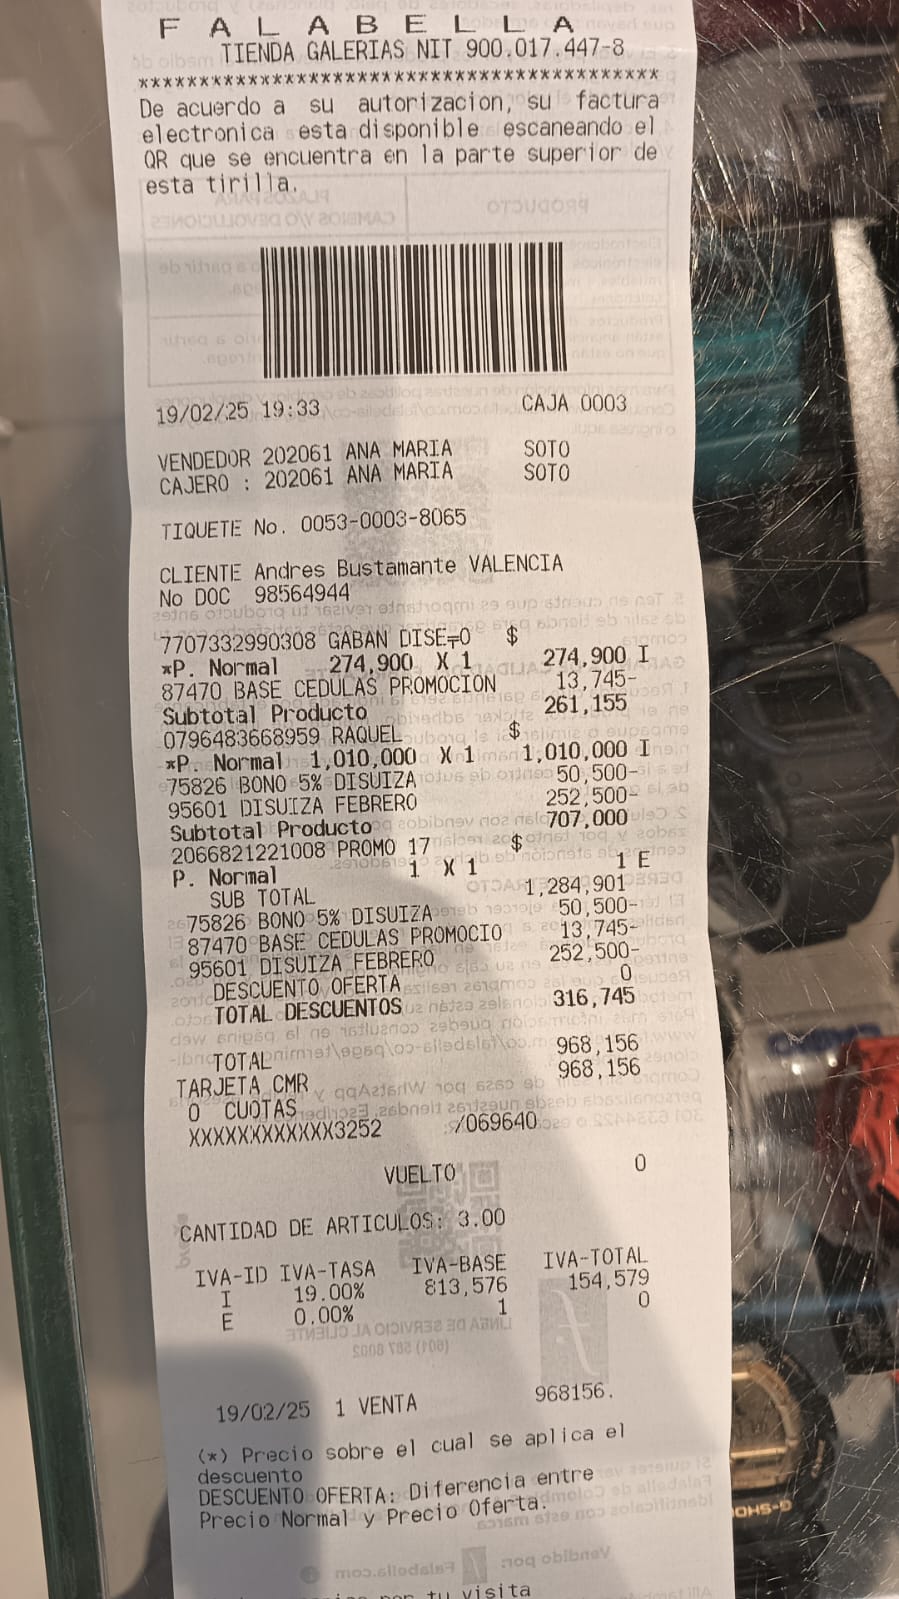 F A L A B E L L A
TIENDA GALERIAS NIT 900.017.447-8
*******************************************
De acuerdo a su autorizacion, su factura
electronica esta disponible escaneando el
QR que se encuentra en la parte superior de
esta tirilla.
19/02/25 19:33 CAJA 0003
VENDEDOR 202061 ANA MARIA SOTO
CAJERO : 202061 ANA MARIA SOTO
TIQUETE No. 0053-0003-8065
CLIENTE Andres Bustamante VALENCIA
No DOC 98564944
7707332990308 GABAN DISE╤O $
*P. Normal 274,900 X 1 274,900 I
87470 BASE CEDULAS PROMOCION 13,745-
Subtotal Producto 261,155
0796483668959 RAQUEL $
*P. Normal 1,010,000 X 1 1,010,000 I
75826 BONO 5% DISUIZA 50,500-
95601 DISUIZA FEBRERO 252,500-
Subtotal Producto 707,000
2066821221008 PROMO 17 $
P. Normal 1 X 1 1 E
SUB TOTAL 1,284,901
75826 BONO 5% DISUIZA 50,500-
87470 BASE CEDULAS PROMOCIO 13,745-
95601 DISUIZA FEBRERO 252,500-
DESCUENTO OFERTA 0
TOTAL DESCUENTOS 316,745
TOTAL 968,156
TARJETA CMR 968,156
0 CUOTAS
XXXXXXXXXXXX3252 /069640
VUELTO 0
CANTIDAD DE ARTICULOS: 3.00
IVA-ID IVA-TASA IVA-BASE IVA-TOTAL
I 19.00% 813,576 154,579
E 0.00% 1 0
19/02/25 1 VENTA 968156.
(*) Precio sobre el cual se aplica el
descuento
DESCUENTO OFERTA: Diferencia entre
Precio Normal y Precio Oferta.
tu visita
G-SHOCK